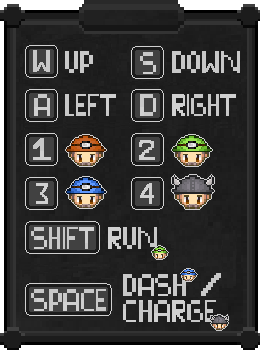 W UP S DOWN
A LEFT D RIGHT
1 2
3 4
SHIFT RUN
SPACE DASH /
CHARGE